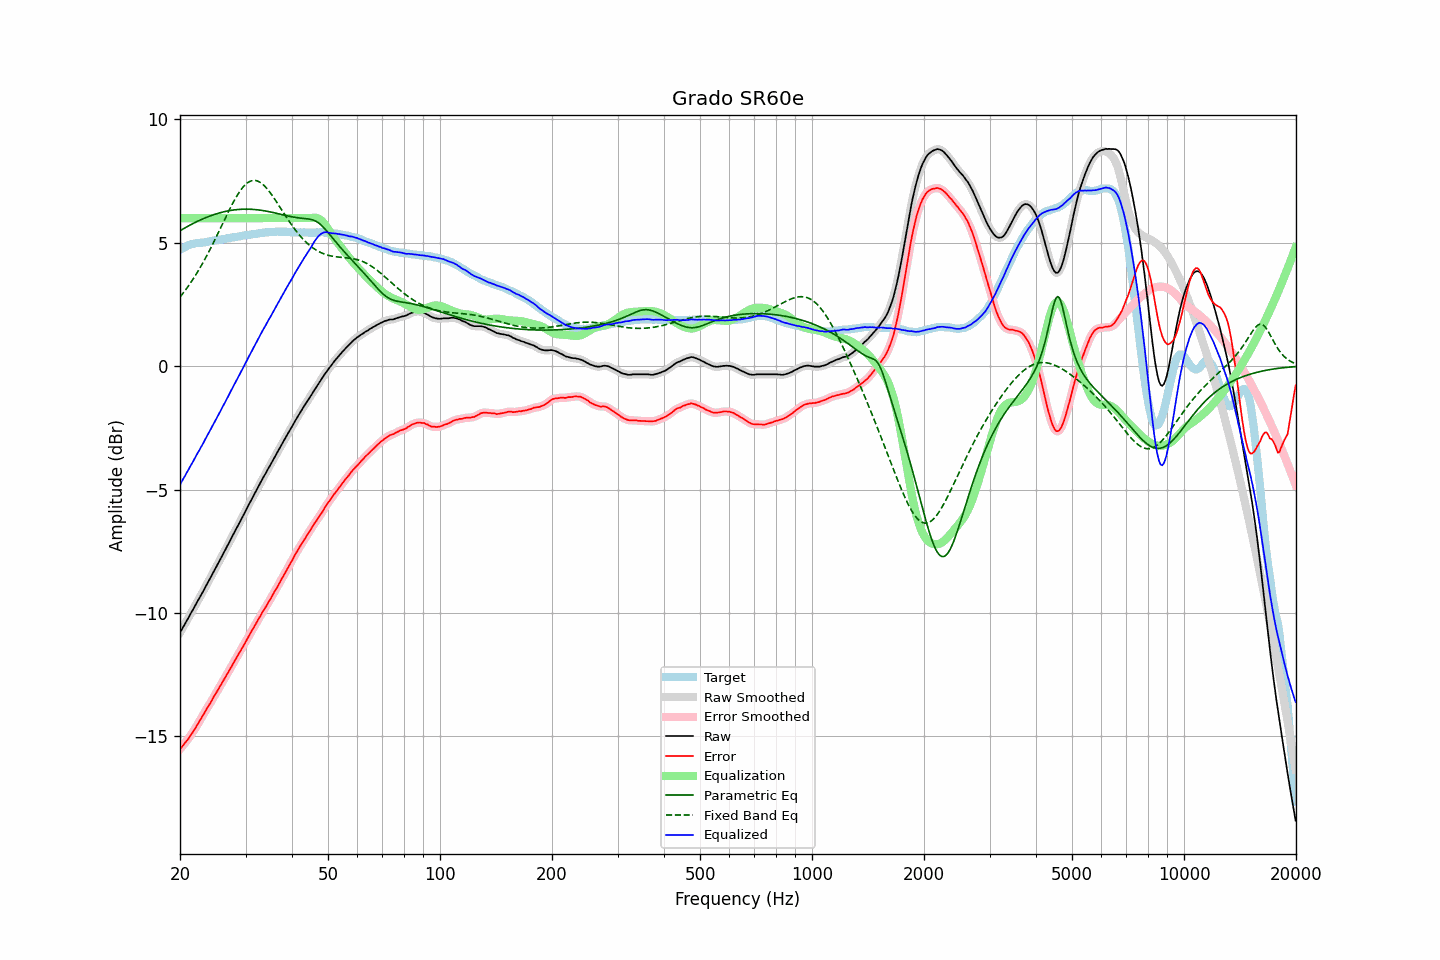 Grado SR60e
10
5
0
−5
−10
−15
Amplitude (dBr)
Target
Raw Smoothed
Error Smoothed
Raw
Error
Equalization
Parametric Eq
Fixed Band Eq
Equalized
20 50 100 200 500 1000 2000 5000 10000 20000
Frequency (Hz)